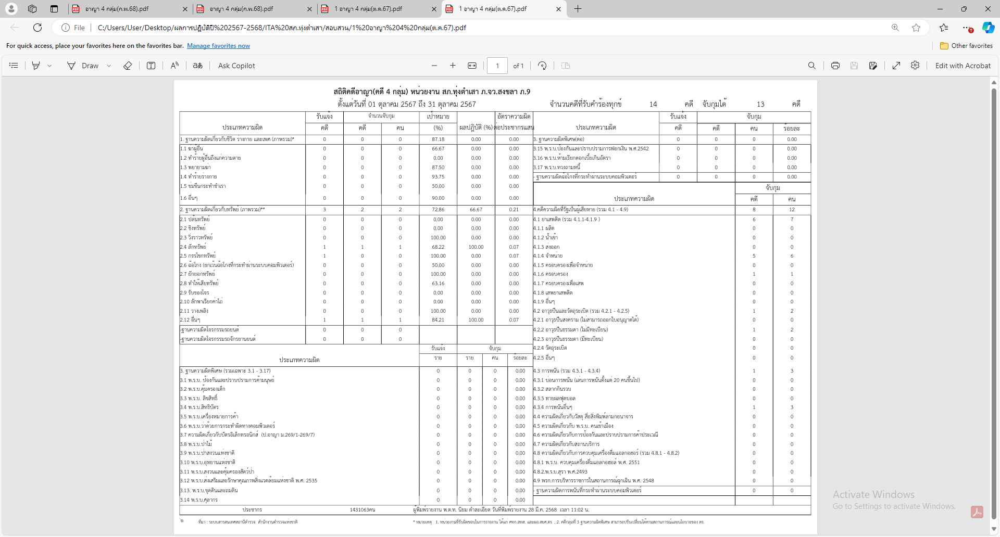 อาญา 4 กลุ่ม(ก.พ.68).pdf
อาญา 4 กลุ่ม(ก.พ.68).pdf
1 อาญา 4 กลุ่ม(ต.ค.67).pdf
1 อาญา 4 กลุ่ม(ต.ค.67).pdf
File C:/Users/User/Desktop/ผลการปฏิบัติปี%202567-2568/ITA%20สภ.ทุ่งตำเสา/สอบสวน/1%20อาญา%204%20กลุ่ม(ต.ค.67).pdf
For quick access, place your favorites here on the favorites bar. Manage favorites now Other favorites
Draw aあ Ask Copilot 1 of 1 Edit with Acrobat
สถิติคดีอาญา(คดี 4 กลุ่ม) หน่วยงาน สภ.ทุ่งตำเสา ภ.จว.สงขลา ภ.9
ตั้งแต่วันที่ 01 ตุลาคม 2567 ถึง 31 ตุลาคม 2567 จำนวนคดีที่รับคำร้องทุกข์ 14 คดี จับกุมได้ 13 คดี
ประเภทความผิด รับแจ้ง จำนวนจับกุม เป้าหมาย ผลปฏิบัติ (%) อัตราความผิด
คดี คดี คน (%) ต่อประชากรแสน
1. ฐานความผิดเกี่ยวกับชีวิต ร่างกาย และเพศ (ภาพรวม)* 0 0 0 87.18 0.00 0.00
1.1 ฆ่าผู้อื่น 0 0 0 66.67 0.00 0.00
1.2 ทำร้ายผู้อื่นถึงแก่ความตาย 0 0 0 0.00 0.00 0.00
1.3 พยายามฆ่า 0 0 0 87.50 0.00 0.00
1.4 ทำร้ายร่างกาย 0 0 0 93.75 0.00 0.00
1.5 ข่มขืนกระทำชำเรา 0 0 0 50.00 0.00 0.00
1.6 อื่นๆ 0 0 0 90.00 0.00 0.00
2. ฐานความผิดเกี่ยวกับทรัพย์ (ภาพรวม)** 3 2 2 72.86 66.67 0.21
2.1 ปล้นทรัพย์ 0 0 0 0.00 0.00 0.00
2.2 ชิงทรัพย์ 0 0 0 0.00 0.00 0.00
2.3 วิ่งราวทรัพย์ 0 0 0 100.00 0.00 0.00
2.4 ลักทรัพย์ 1 1 1 68.22 100.00 0.07
2.5 กรรโชกทรัพย์ 1 0 0 100.00 0.00 0.07
2.6 ฉ้อโกง (ยกเว้นฉ้อโกงที่กระทำผ่านระบบคอมพิวเตอร์) 0 0 0 50.00 0.00 0.00
2.7 ยักยอกทรัพย์ 0 0 0 100.00 0.00 0.00
2.8 ทำให้เสียทรัพย์ 0 0 0 63.16 0.00 0.00
2.9 รับของโจร 0 0 0 0.00 0.00 0.00
2.10 ลักพาเรียกค่าไถ่ 0 0 0 0.00 0.00 0.00
2.11 วางเพลิง 0 0 0 100.00 0.00 0.00
2.12 อื่นๆ 1 1 1 84.21 100.00 0.07
-ฐานความผิดโจรกรรมรถยนต์ 0 0 0
-ฐานความผิดโจรกรรมรถจักรยานยนต์ 0 0 0
ประเภทความผิด รับแจ้ง จับกุม
ราย ราย คน ร้อยละ
3. ฐานความผิดพิเศษ (รวมเฉพาะ 3.1 - 3.17) 0 0 0 0.00
3.1 พ.ร.บ. ป้องกันและปราบปรามการค้ามนุษย์ 0 0 0 0.00
3.2 พ.ร.บ.คุ้มครองเด็ก 0 0 0 0.00
3.3 พ.ร.บ. ลิขสิทธิ์ 0 0 0 0.00
3.4 พ.ร.บ.สิทธิบัตร 0 0 0 0.00
3.5 พ.ร.บ.เครื่องหมายการค้า 0 0 0 0.00
3.6 พ.ร.บ.ว่าด้วยการกระทำผิดทางคอมพิวเตอร์ 0 0 0 0.00
3.7 ความผิดเกี่ยวกับบัตรอิเล็กทรอนิกส์ (ป.อาญา ม.269/1-269/7) 0 0 0 0.00
3.8 พ.ร.บ.ป่าไม้ 0 0 0 0.00
3.9 พ.ร.บ.ป่าสงวนแห่งชาติ 0 0 0 0.00
3.10 พ.ร.บ.อุทยานแห่งชาติ 0 0 0 0.00
3.11 พ.ร.บ.สงวนและคุ้มครองสัตว์ป่า 0 0 0 0.00
3.12 พ.ร.บ.ส่งเสริมและรักษาคุณภาพสิ่งแวดล้อมแห่งชาติ พ.ศ. 2535 0 0 0 0.00
3.13. พ.ร.บ.ขุดดินและถมดิน 0 0 0 0.00
3.14 พ.ร.บ.ศุลากร 0 0 0 0.00
ประเภทความผิด รับแจ้ง จับกุม
คดี คดี คน ร้อยละ
3. ฐานความผิดพิเศษ(ต่อ) 0 0 0 0.00
3.15 พ.ร.บ.ป้องกันและปราบปรามการฟอกเงิน พ.ศ.2542 0 0 0 0.00
3.16 พ.ร.บ.ห้ามเรียกดอกเบี้ยเกินอัตรา 0 0 0 0.00
3.17 พ.ร.บ.ทวงถามหนี้ 0 0 0 0.00
- ฐานความผิดฉ้อโกงที่กระทำผ่านระบบคอมพิวเตอร์ 0 0 0 0.00
ประเภทความผิด จับกุม
คดี คน
4.คดีความผิดที่รัฐเป็นผู้เสียหาย (รวม 4.1 - 4.9) 8 12
4.1 ยาเสพติด (รวม 4.1.1-4.1.9 ) 6 7
4.1.1 ผลิต 0 0
4.1.2 นำเข้า 0 0
4.1.3 ส่งออก 0 0
4.1.4 จำหน่าย 5 6
4.1.5 ครอบครองเพื่อจำหน่าย 0 0
4.1.6 ครอบครอง 1 1
4.1.7 ครอบครองเพื่อเสพ 0 0
4.1.8 เสพยาเสพติด 0 0
4.1.9 อื่นๆ 0 0
4.2 อาวุธปืนและวัตถุระเบิด (รวม 4.2.1 - 4.2.5) 1 2
4.2.1 อาวุธปืนสงคราม (ไม่สามารถออกใบอนุญาตได้) 0 0
4.2.2 อาวุธปืนธรรมดา (ไม่มีทะเบียน) 1 2
4.2.3 อาวุธปืนธรรมดา (มีทะเบียน) 0 0
4.2.4 วัตถุระเบิด 0 0
4.2.5 อื่นๆ 0 0
4.3 การพนัน (รวม 4.3.1 - 4.3.4) 1 3
4.3.1 บ่อนการพนัน (เล่นการพนันตั้งแต่ 20 คนขึ้นไป) 0 0
4.3.2 สลากกินรวบ 0 0
4.3.3 ทายผลฟุตบอล 0 0
4.3.4 การพนันอื่นๆ 1 3
4.4 ความผิดเกี่ยวกับวัสดุ สื่อสิ่งพิมพ์ลามกอนาจาร 0 0
4.5 ความผิดเกี่ยวกับ พ.ร.บ. คนเข้าเมือง 0 0
4.6 ความผิดเกี่ยวกับการป้องกันและปราบปรามการค้าประเวณี 0 0
4.7 ความผิดเกี่ยวกับสถานบริการ 0 0
4.8 ความผิดเกี่ยวกับการควบคุมเครื่องดื่มแอลกอฮอร์ (รวม 4.8.1 - 4.8.2) 0 0
4.8.1 พ.ร.บ. ควบคุมเครื่องดื่มแอลกอฮอล์ พ.ศ. 2551 0 0
4.8.2.พ.ร.บ.สุรา พ.ศ.2493 0 0
4.9 พรก.การบริหารราชการในสถานการณ์ฉุกเฉิน พ.ศ. 2548 0 0
- ฐานความผิดการพนันที่กระทำผ่านระบบคอมพิวเตอร์ 0 0
ประชากร 1431063คน ผู้พิมพ์รายงาน พ.ต.ท. นิยม ตำละเอียด วันที่พิมพ์รายงาน 28 มี.ค. 2568 เวลา 11:02 น.
ที่มา : ระบบสารสนเทศสถานีตำรวจ สำนักงานตำรวจแห่งชาติ * หมายเหตุ 1. หน่วยงานที่รับผิดชอบในการรายงาน ได้แก่ ศทก.สทส. และผอ.สยศ.ตร. , 2. คดีกลุ่มที่ 3 ฐานความผิดพิเศษ สามารถปรับเปลี่ยนได้ตามสถานการณ์และนโยบายของ ตร.
Activate Windows
Go to Settings to activate Windows.